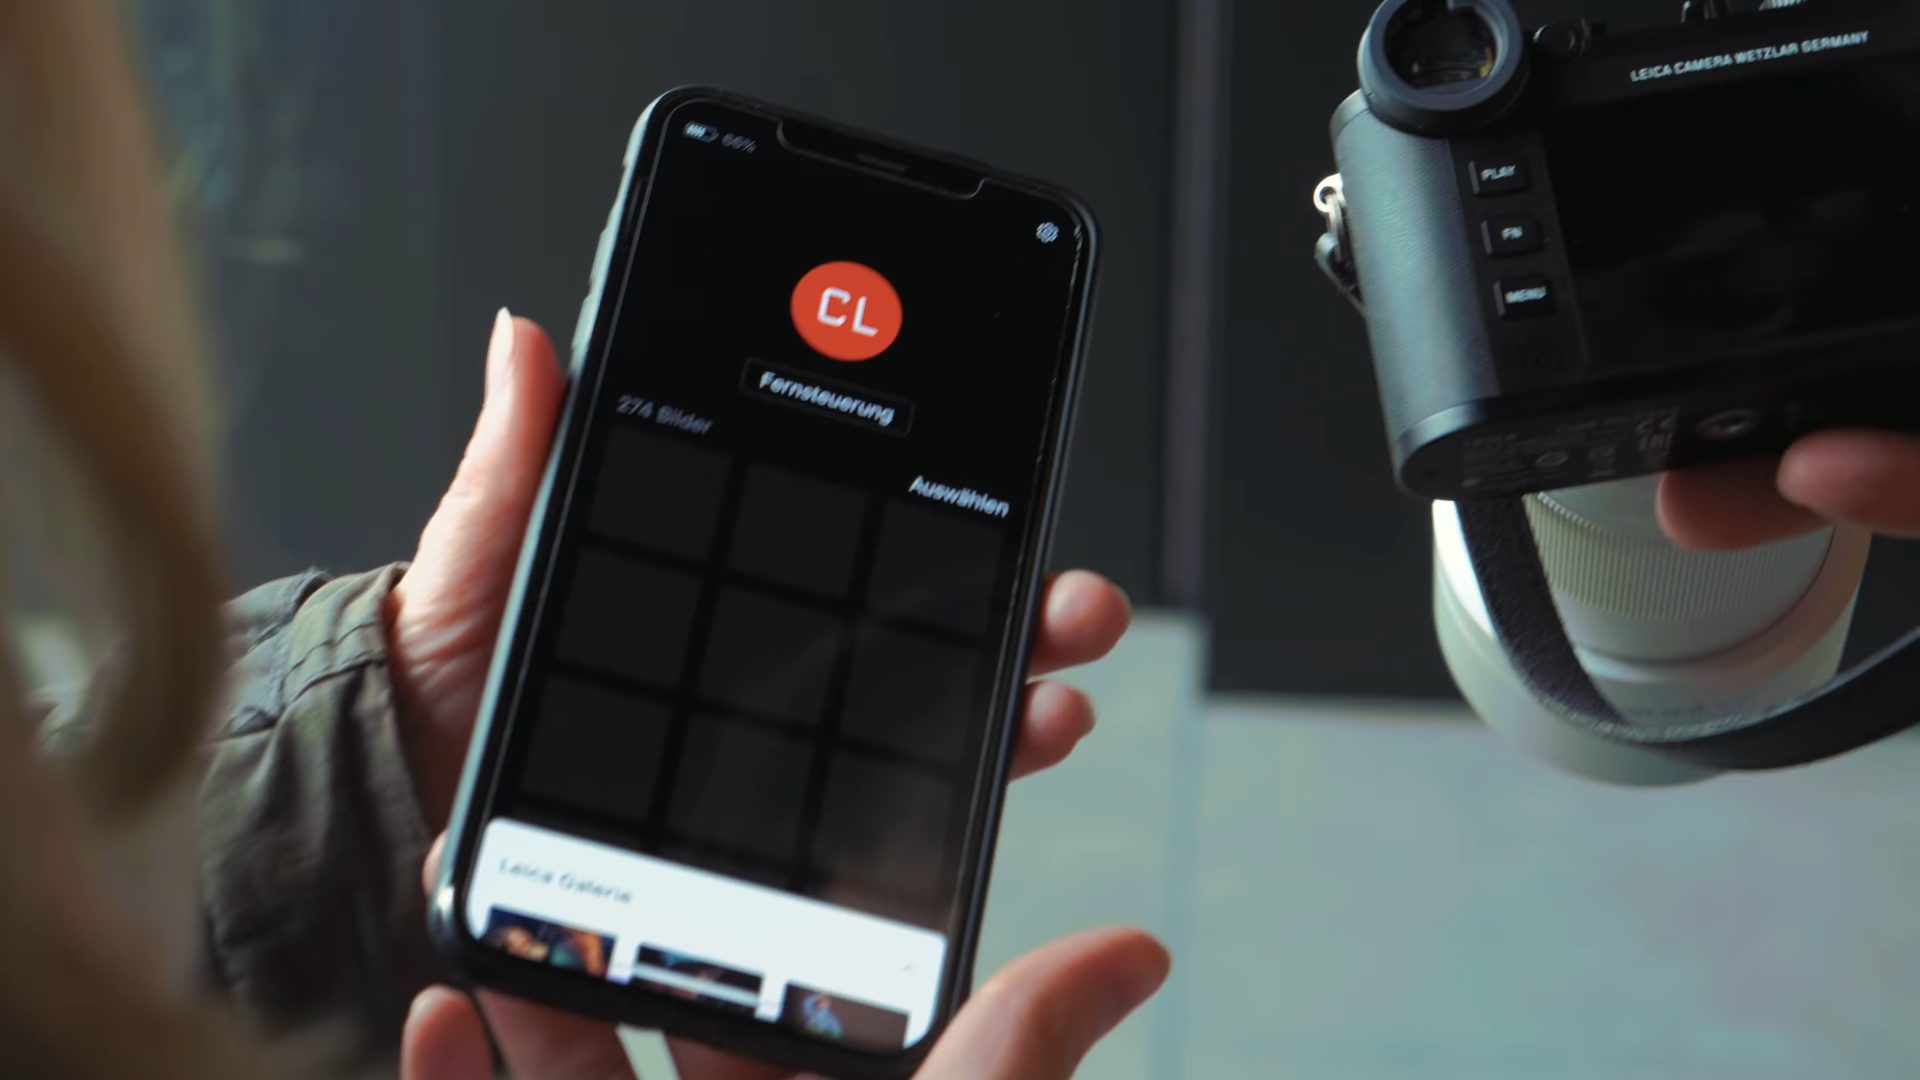 66%
CL
Fernsteuerung
274 Bilder
Auswählen
Leica Galerie
LEICA CAMERA WETZLAR GERMANY
PLAY
FN
MENU